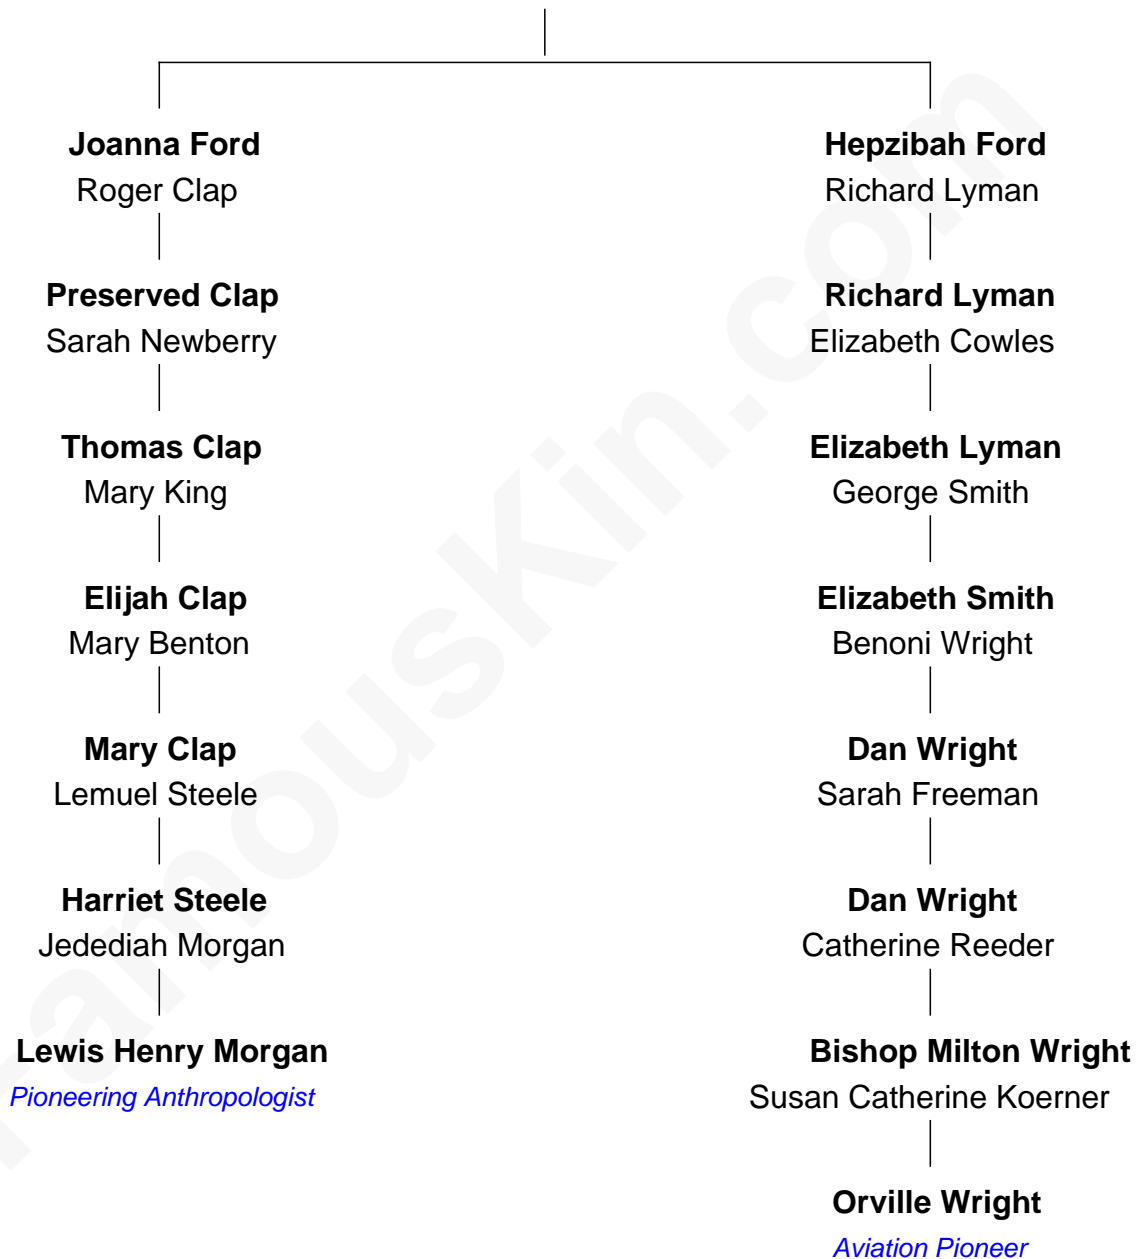 Joanna Ford
Roger Clap
Preserved Clap
Sarah Newberry
Thomas Clap
Mary King
Elijah Clap
Mary Benton
Mary Clap
Lemuel Steele
Harriet Steele
Jedediah Morgan
Lewis Henry Morgan
Pioneering Anthropologist
Hepzibah Ford
Richard Lyman
Richard Lyman
Elizabeth Cowles
Elizabeth Lyman
George Smith
Elizabeth Smith
Benoni Wright
Dan Wright
Sarah Freeman
Dan Wright
Catherine Reeder
Bishop Milton Wright
Susan Catherine Koerner
Orville Wright
Aviation Pioneer
FamousKin.com